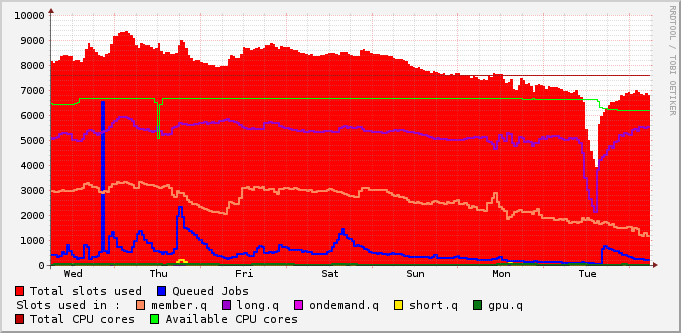 10000
9000
8000
7000
6000
5000
4000
3000
2000
1000
0
Wed Thu Fri Sat Sun Mon Tue
RRDTOOL / TOBI OETIKER
Total slots used Queued Jobs
Slots used in : member.q long.q ondemand.q short.q gpu.q
Total CPU cores Available CPU cores